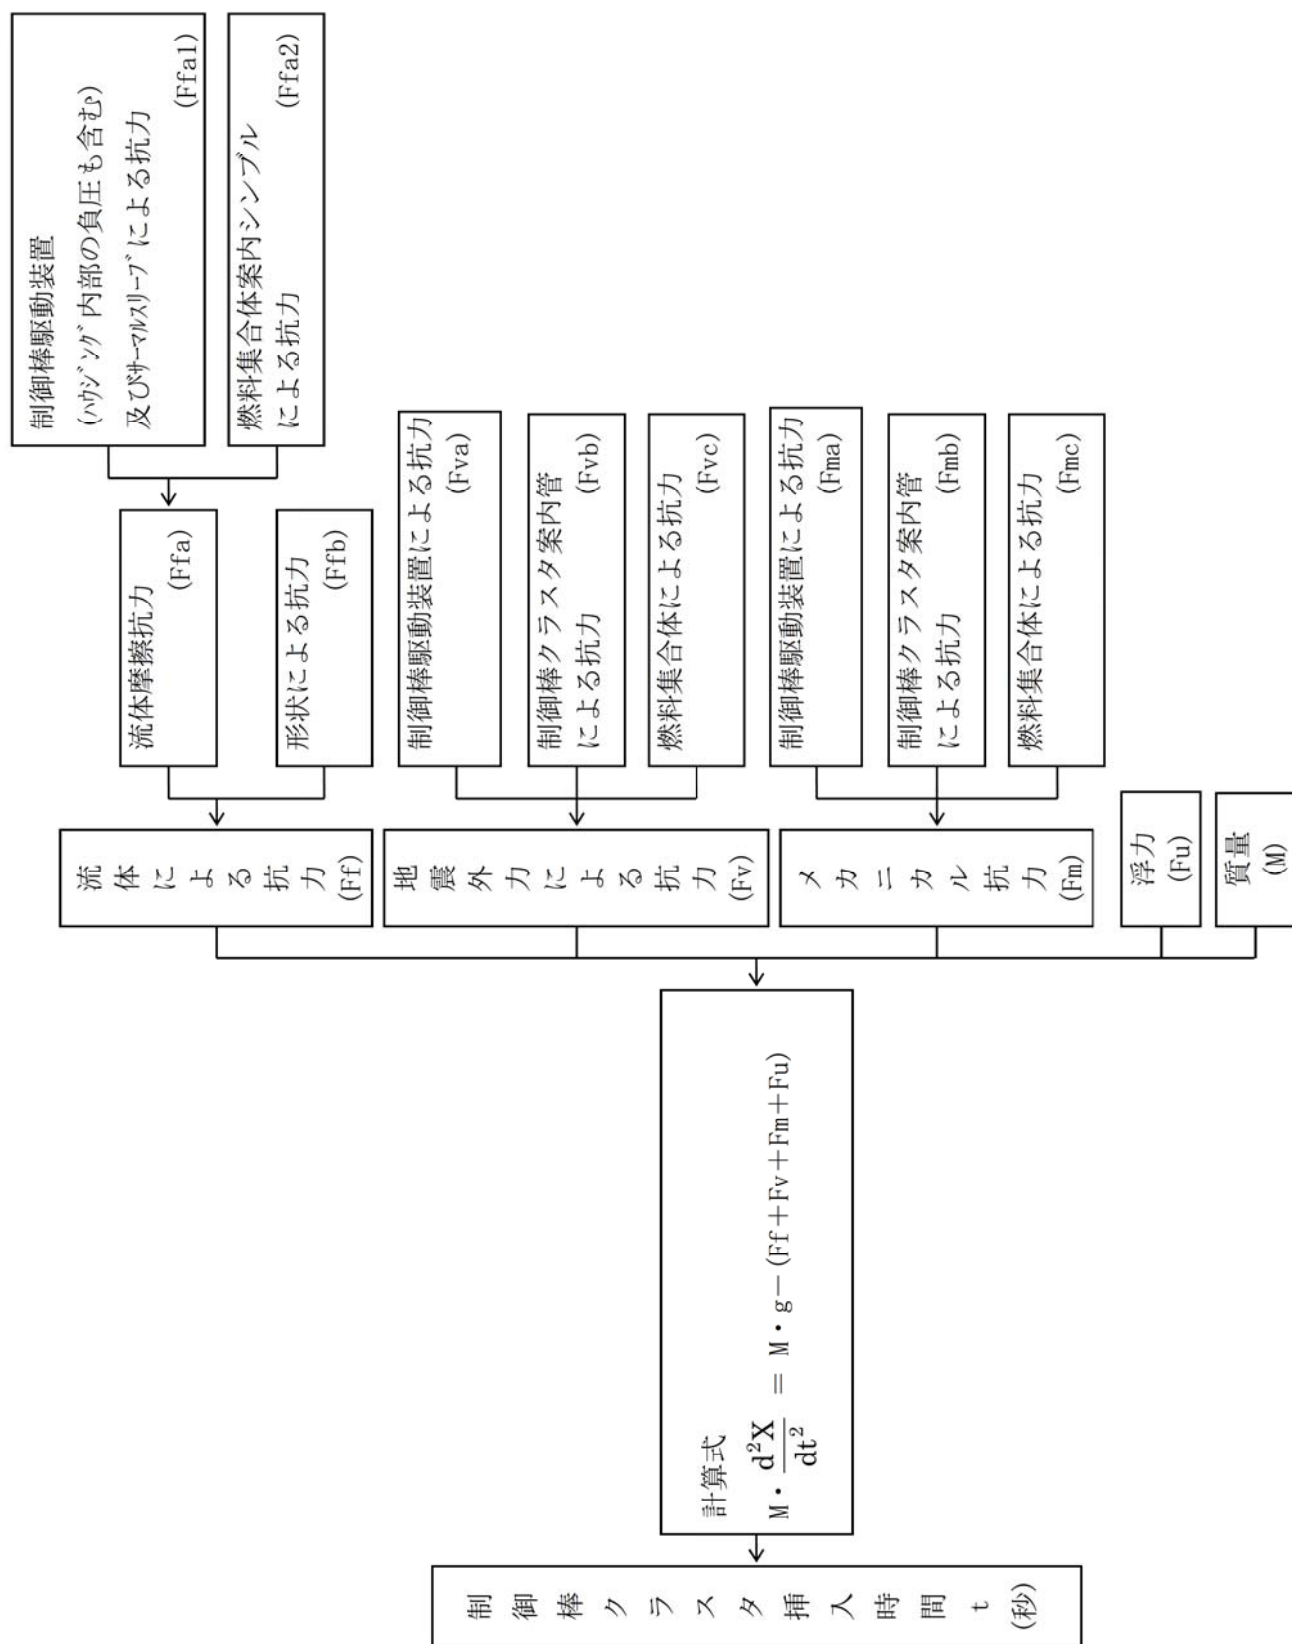 制御棒クラスタ挿入時間t
(秒)
計算式
M・d²X/dt² = M・g－(Ff＋Fv＋Fm＋Fu)
流体による抗力
(Ff)
地震外力による抗力
(Fv)
メカニカル抗力
(Fm)
浮力
(Fu)
質量
(M)
流体摩擦抗力
(Ffa)
形状による抗力
(Ffb)
制御棒駆動装置による抗力
(Fva)
制御棒クラスタ案内管
による抗力 (Fvb)
燃料集合体による抗力
(Fvc)
制御棒駆動装置による抗力
(Fma)
制御棒クラスタ案内管
による抗力 (Fmb)
燃料集合体による抗力
(Fmc)
制御棒駆動装置
(ﾊｳｼﾞﾝｸﾞ内部の負圧も含む)
及びｻｰﾏﾙｽﾘｰﾌﾞによる抗力
(Ffa1)
燃料集合体案内シンブル
による抗力 (Ffa2)